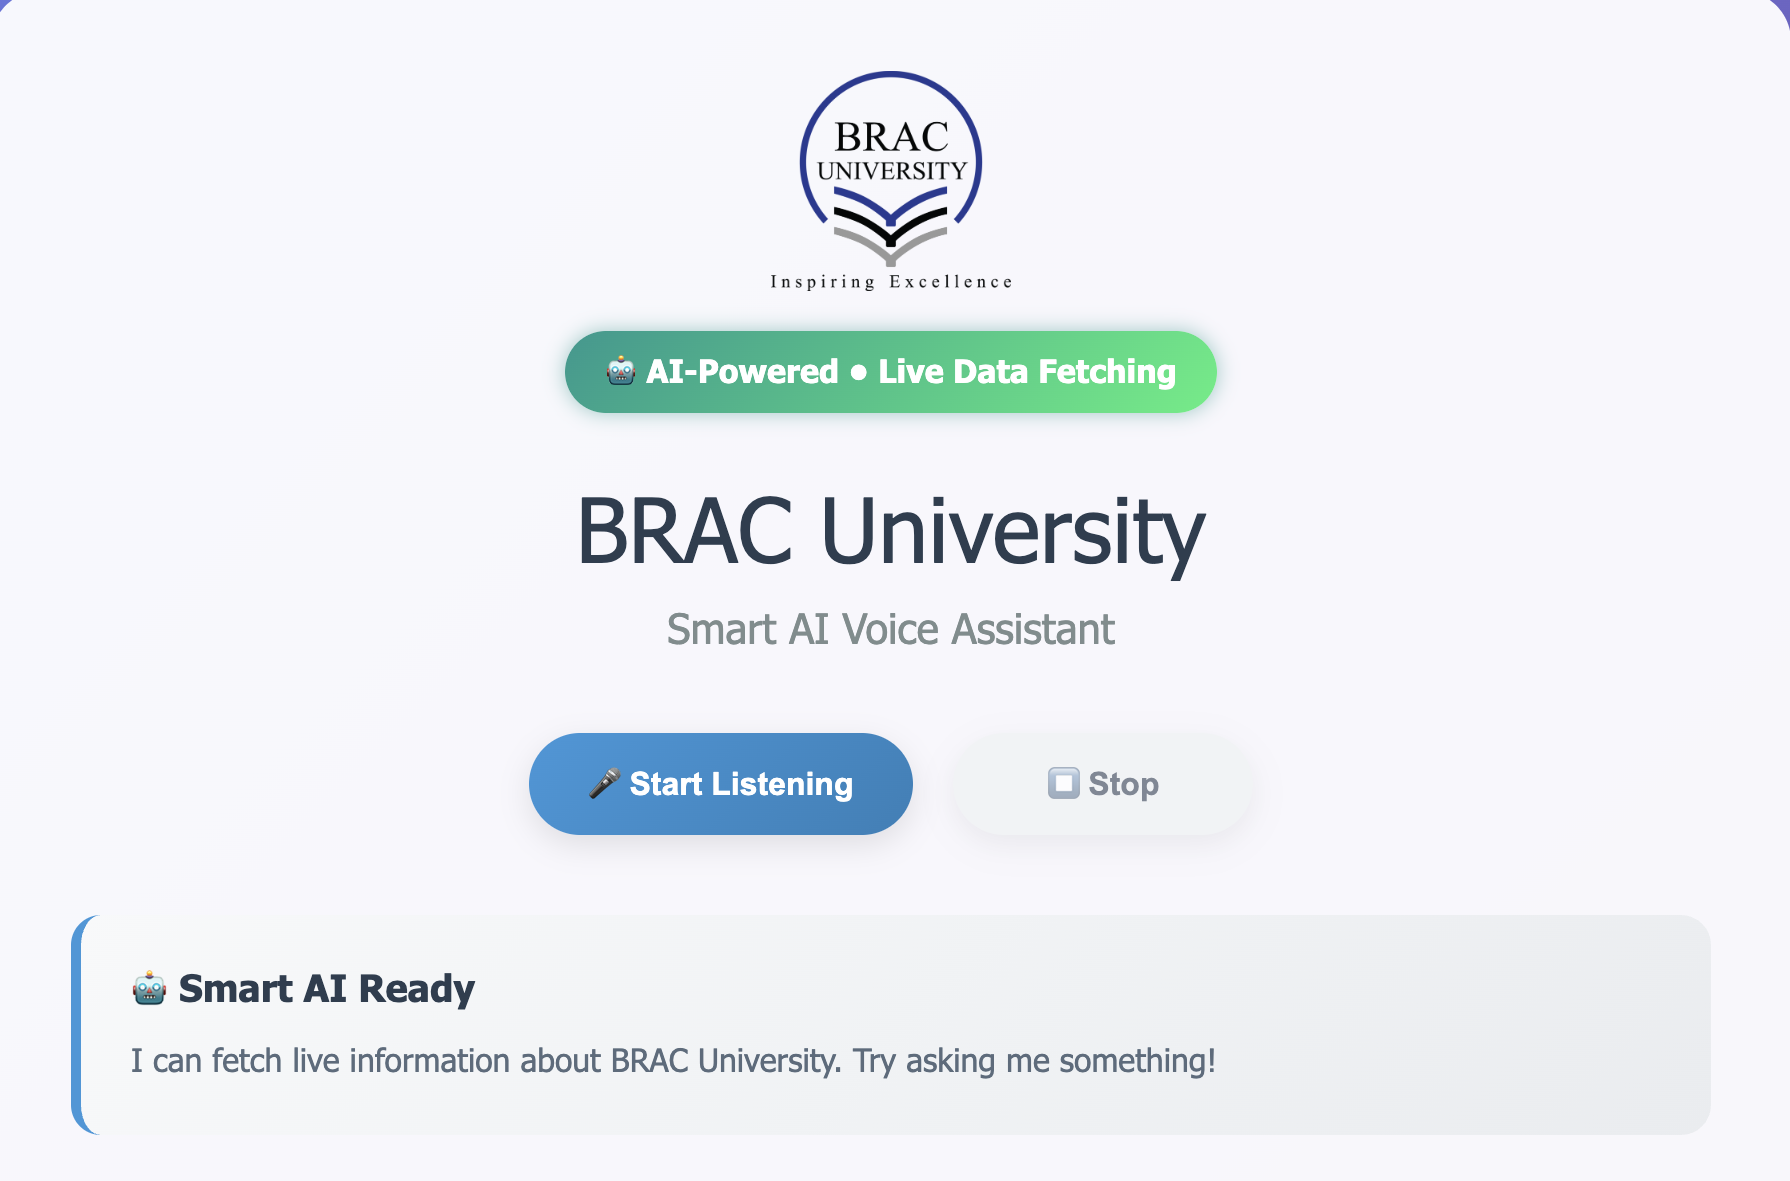 BRAC
UNIVERSITY
Inspiring Excellence
🤖 AI-Powered • Live Data Fetching
BRAC University
Smart AI Voice Assistant
🎤 Start Listening
⏹️ Stop
🤖 Smart AI Ready
I can fetch live information about BRAC University. Try asking me something!